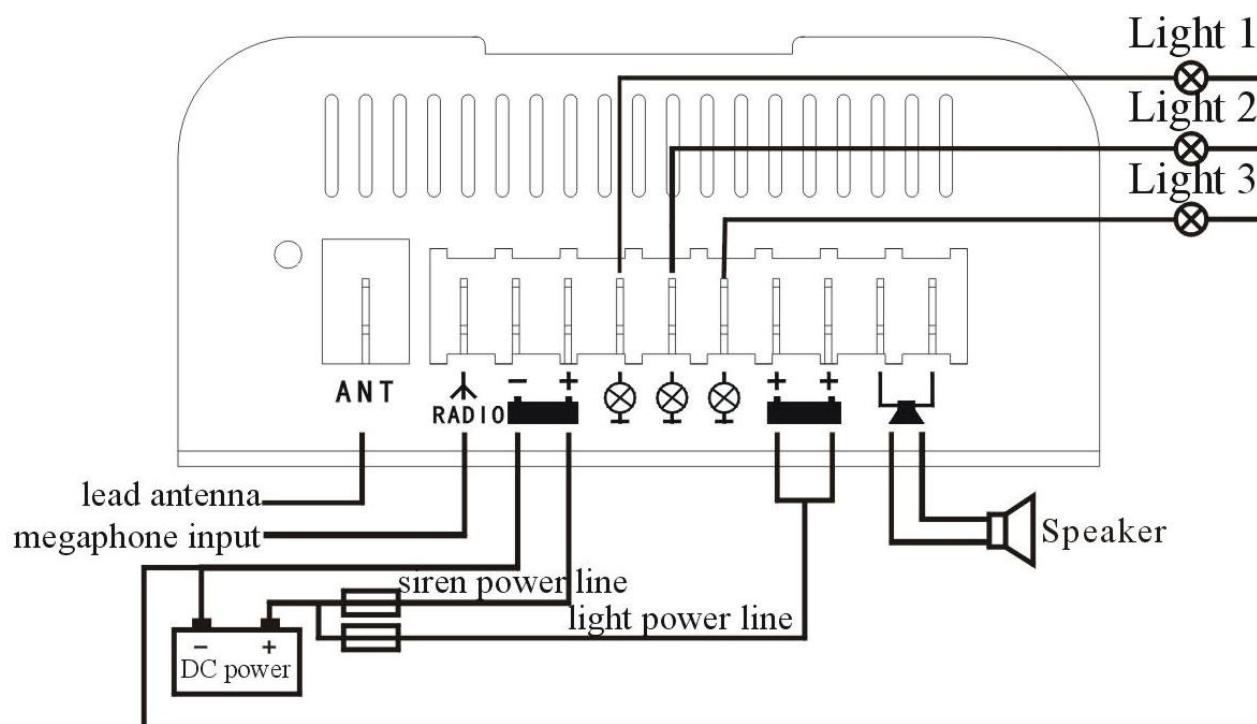 Light 1
Light 2
Light 3
ANT
RADIO
- +
+ +
lead antenna
megaphone input
Speaker
siren power line
light power line
- +
DC power